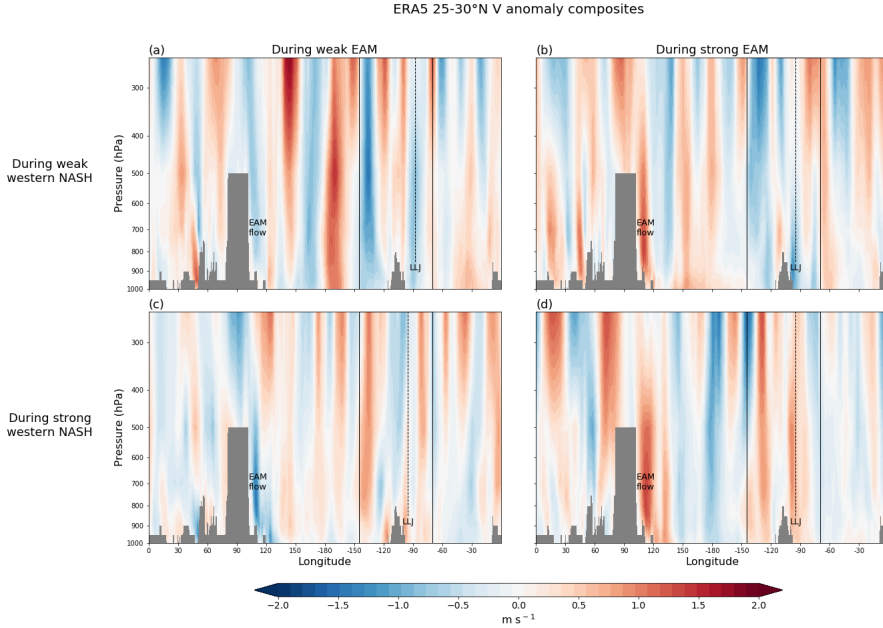 ERA5 25-30°N V anomaly composites
(a) During weak EAM
(b) During strong EAM
During weak
western NASH
Pressure (hPa)
300
400
500
600
700
800
900
1000
EAM
flow
LLJ
EAM
flow
LLJ
(c)
(d)
During strong
western NASH
Pressure (hPa)
300
400
500
600
700
800
900
1000
EAM
flow
LLJ
EAM
flow
LLJ
0 30 60 90 120 150 180 -150 -120 -90 -60 -30
0 30 60 90 120 150 180 -150 -120 -90 -60 -30
Longitude
Longitude
−2.0 −1.5 −1.0 −0.5 0.0 0.5 1.0 1.5 2.0
m s⁻¹